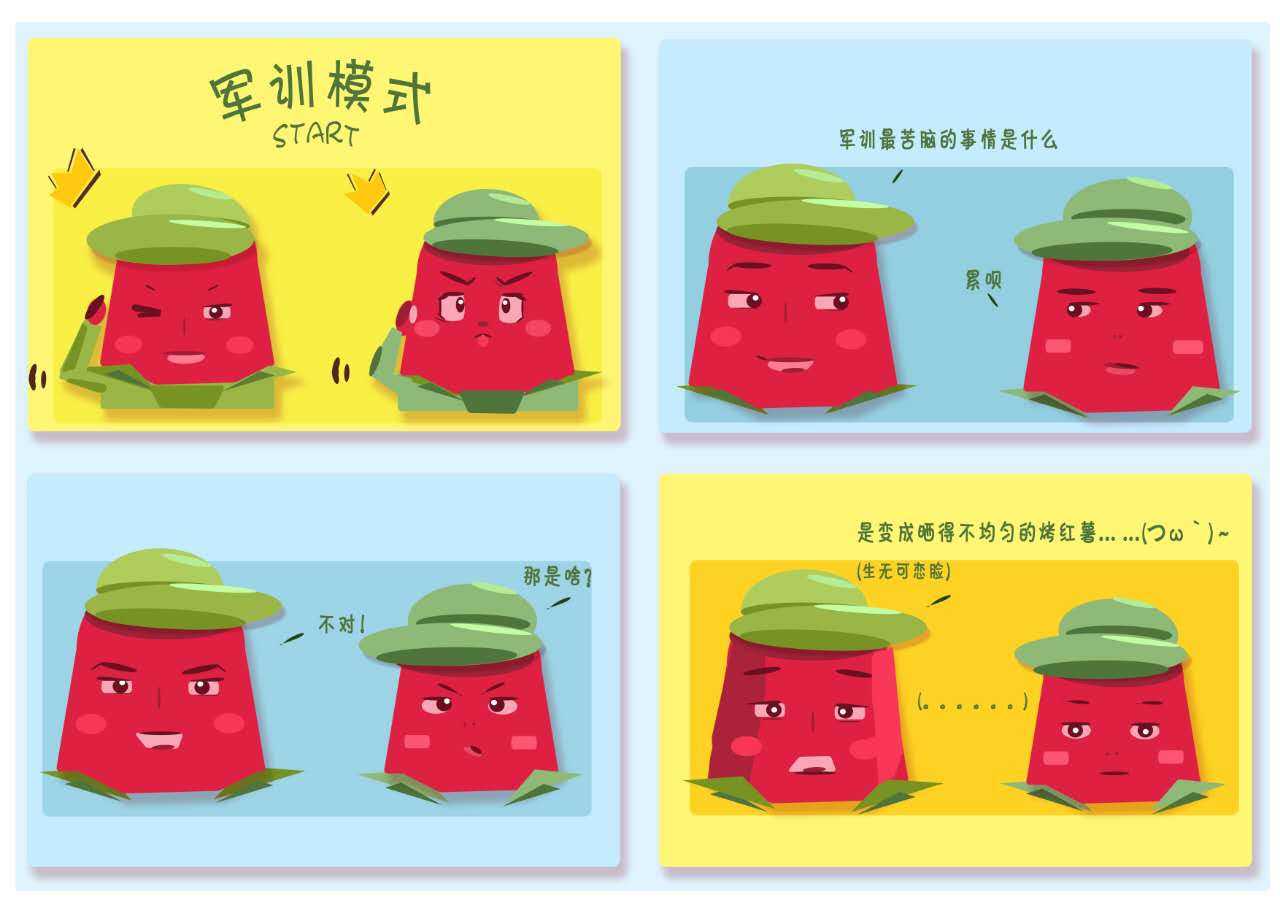 军训模式
START
军训最苦脑的事情是什么
累呗
不对！
那是啥？
是变成晒得不均匀的烤红薯... ...(つω｀)~
(生无可恋脸)
(。。。。。。)